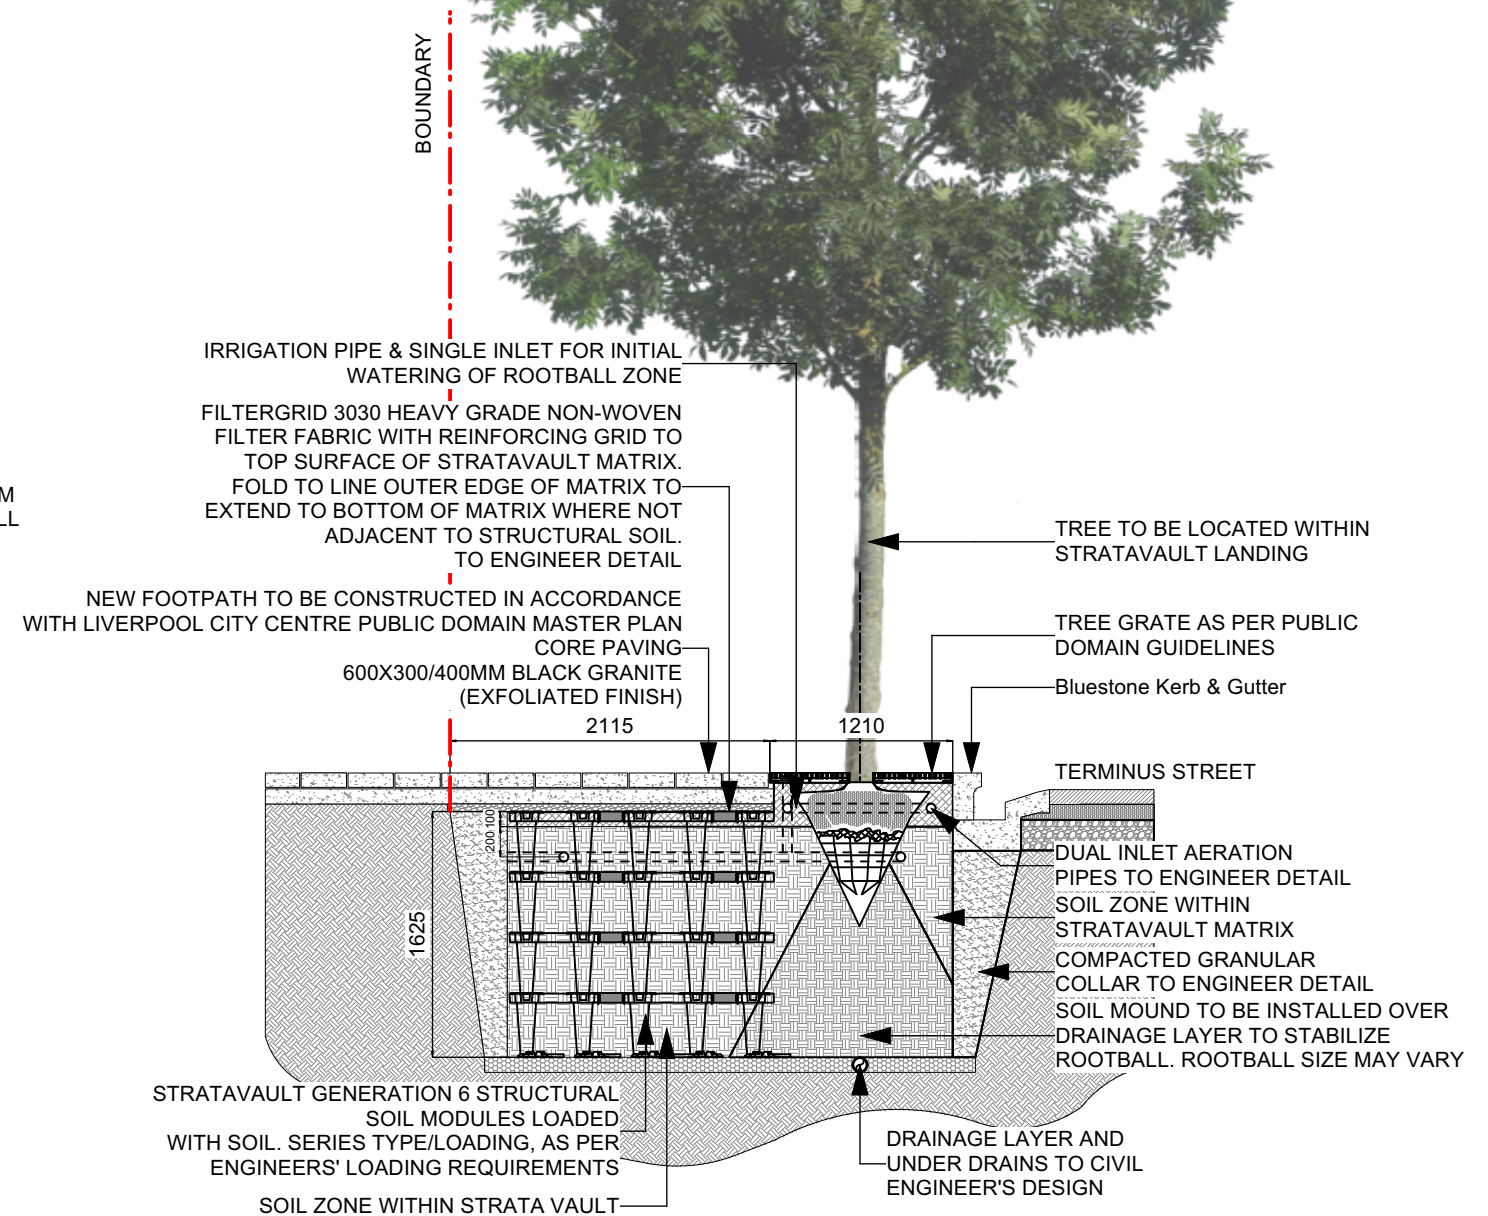 BOUNDARY
IRRIGATION PIPE & SINGLE INLET FOR INITIAL
WATERING OF ROOTBALL ZONE
FILTERGRID 3030 HEAVY GRADE NON-WOVEN
FILTER FABRIC WITH REINFORCING GRID TO
TOP SURFACE OF STRATAVAULT MATRIX.
FOLD TO LINE OUTER EDGE OF MATRIX TO
EXTEND TO BOTTOM OF MATRIX WHERE NOT
ADJACENT TO STRUCTURAL SOIL.
TO ENGINEER DETAIL
M
LL
NEW FOOTPATH TO BE CONSTRUCTED IN ACCORDANCE
WITH LIVERPOOL CITY CENTRE PUBLIC DOMAIN MASTER PLAN
CORE PAVING
600X300/400MM BLACK GRANITE
(EXFOLIATED FINISH)
2115
1210
TREE TO BE LOCATED WITHIN
STRATAVAULT LANDING
TREE GRATE AS PER PUBLIC
DOMAIN GUIDELINES
Bluestone Kerb & Gutter
TERMINUS STREET
200 100
1625
DUAL INLET AERATION
PIPES TO ENGINEER DETAIL
SOIL ZONE WITHIN
STRATAVAULT MATRIX
COMPACTED GRANULAR
COLLAR TO ENGINEER DETAIL
SOIL MOUND TO BE INSTALLED OVER
DRAINAGE LAYER TO STABILIZE
ROOTBALL. ROOTBALL SIZE MAY VARY
STRATAVAULT GENERATION 6 STRUCTURAL
SOIL MODULES LOADED
WITH SOIL. SERIES TYPE/LOADING, AS PER
ENGINEERS' LOADING REQUIREMENTS
SOIL ZONE WITHIN STRATA VAULT
DRAINAGE LAYER AND
UNDER DRAINS TO CIVIL
ENGINEER'S DESIGN